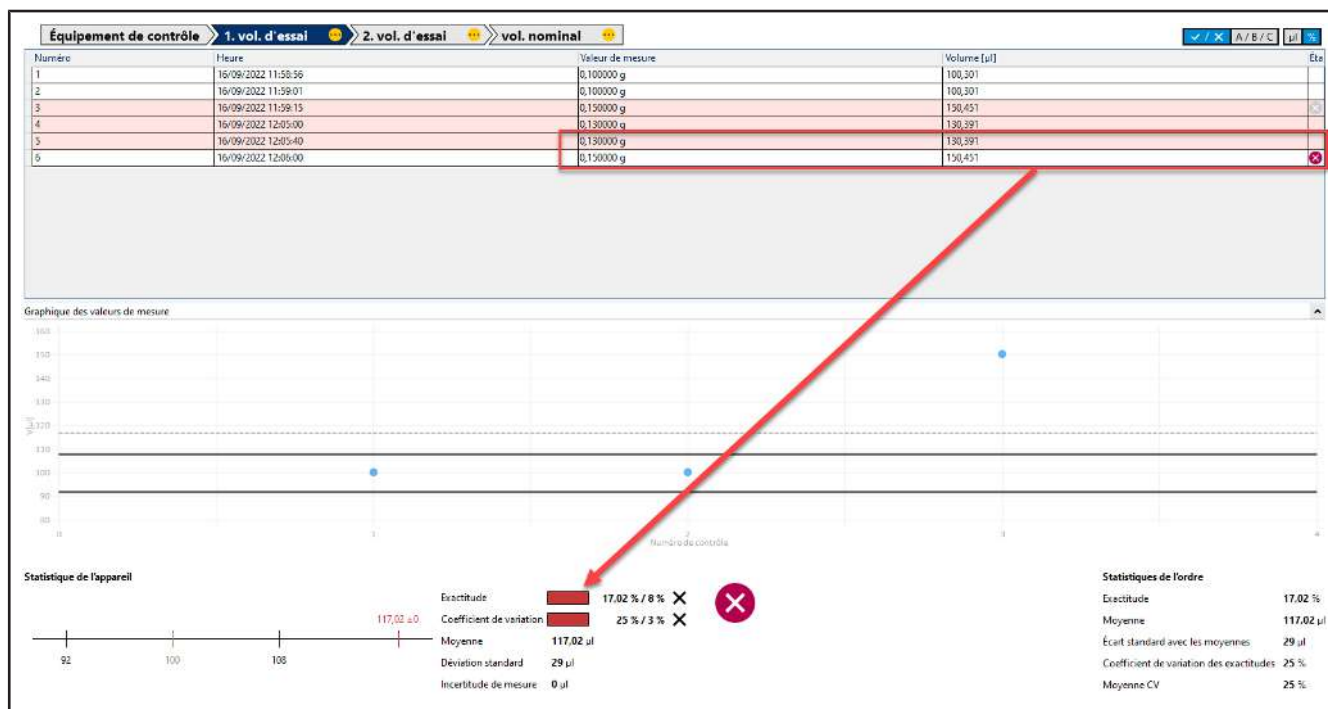 Équipement de contrôle 1. vol. d'essai 2. vol. d'essai vol. nominal ✓ / X A / B / C µl %
Numéro Heure Valeur de mesure Volume [µl] Éta
1 16/09/2022 11:58:56 0,100000 g 100,301
2 16/09/2022 11:59:01 0,100000 g 100,301
3 16/09/2022 11:59:15 0,150000 g 150,451
4 16/09/2022 12:05:00 0,130000 g 130,391
5 16/09/2022 12:05:40 0,130000 g 130,391
6 16/09/2022 12:06:00 0,150000 g 150,451
Graphique des valeurs de mesure
160
150
140
130
120
V[µl]
110
100
90
80
0 1 2 3 4
Numéro de contrôle
Statistique de l'appareil
117,02 ±0
92 100 108
Exactitude 17,02 % / 8 %
Coefficient de variation 25 % / 3 %
Moyenne 117,02 µl
Déviation standard 29 µl
Incertitude de mesure 0 µl
Statistiques de l'ordre
Exactitude 17,02 %
Moyenne 117,02 µl
Écart standard avec les moyennes 29 µl
Coefficient de variation des exactitudes 25 %
Moyenne CV 25 %